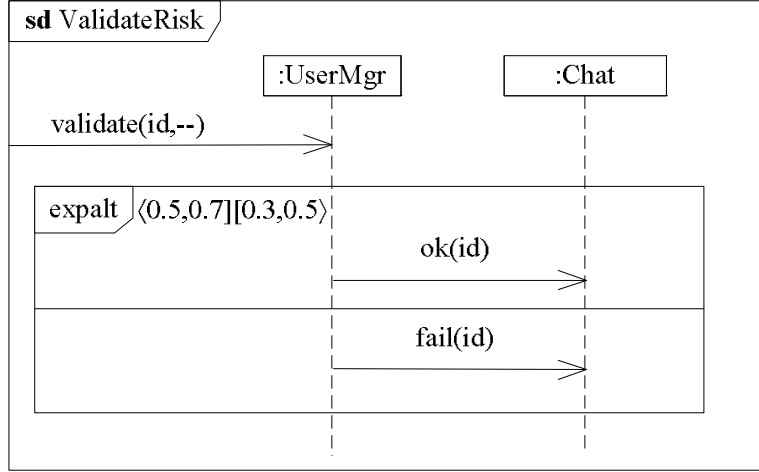 sd ValidateRisk
:UserMgr
:Chat
validate(id,--)
expalt ⟨0.5,0.7][0.3,0.5⟩
ok(id)
fail(id)